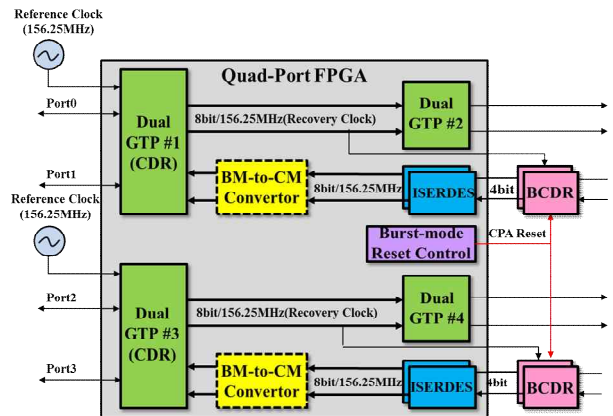 Reference Clock
(156.25MHz)
Quad-Port FPGA
Port0
Dual
GTP #1
(CDR)
8bit/156.25MHz(Recovery Clock)
Dual
GTP #2
Port1
BM-to-CM
Convertor
8bit/156.25MHz
ISERDES
4bit
BCDR
Reference Clock
(156.25MHz)
Burst-mode
Reset Control
CPA Reset
Port2
Dual
GTP #3
(CDR)
8bit/156.25MHz(Recovery Clock)
Dual
GTP #4
Port3
BM-to-CM
Convertor
8bit/156.25MHz
ISERDES
4bit
BCDR